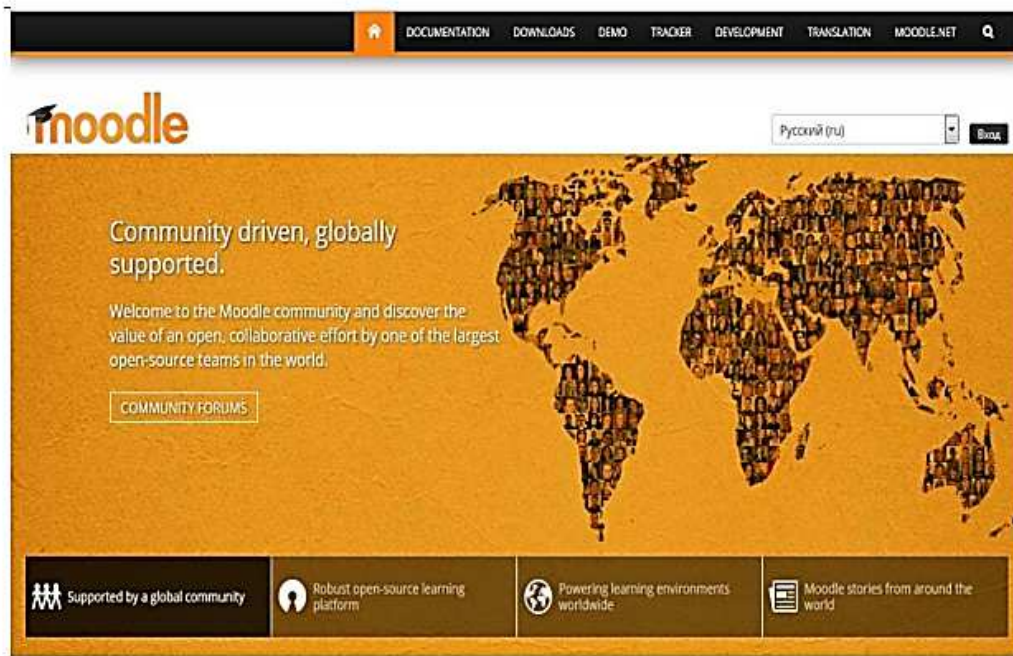 DOCUMENTATION DOWNLOADS DEMO TRACKER DEVELOPMENT TRANSLATION MOODLE.NET
moodle
Русский (ru)
Вход
Community driven, globally
supported.
Welcome to the Moodle community and discover the
value of an open, collaborative effort by one of the largest
open-source teams in the world.
COMMUNITY FORUMS
Supported by a global community
Robust open-source learning
platform
Powering learning environments
worldwide
Moodle stories from around the
world